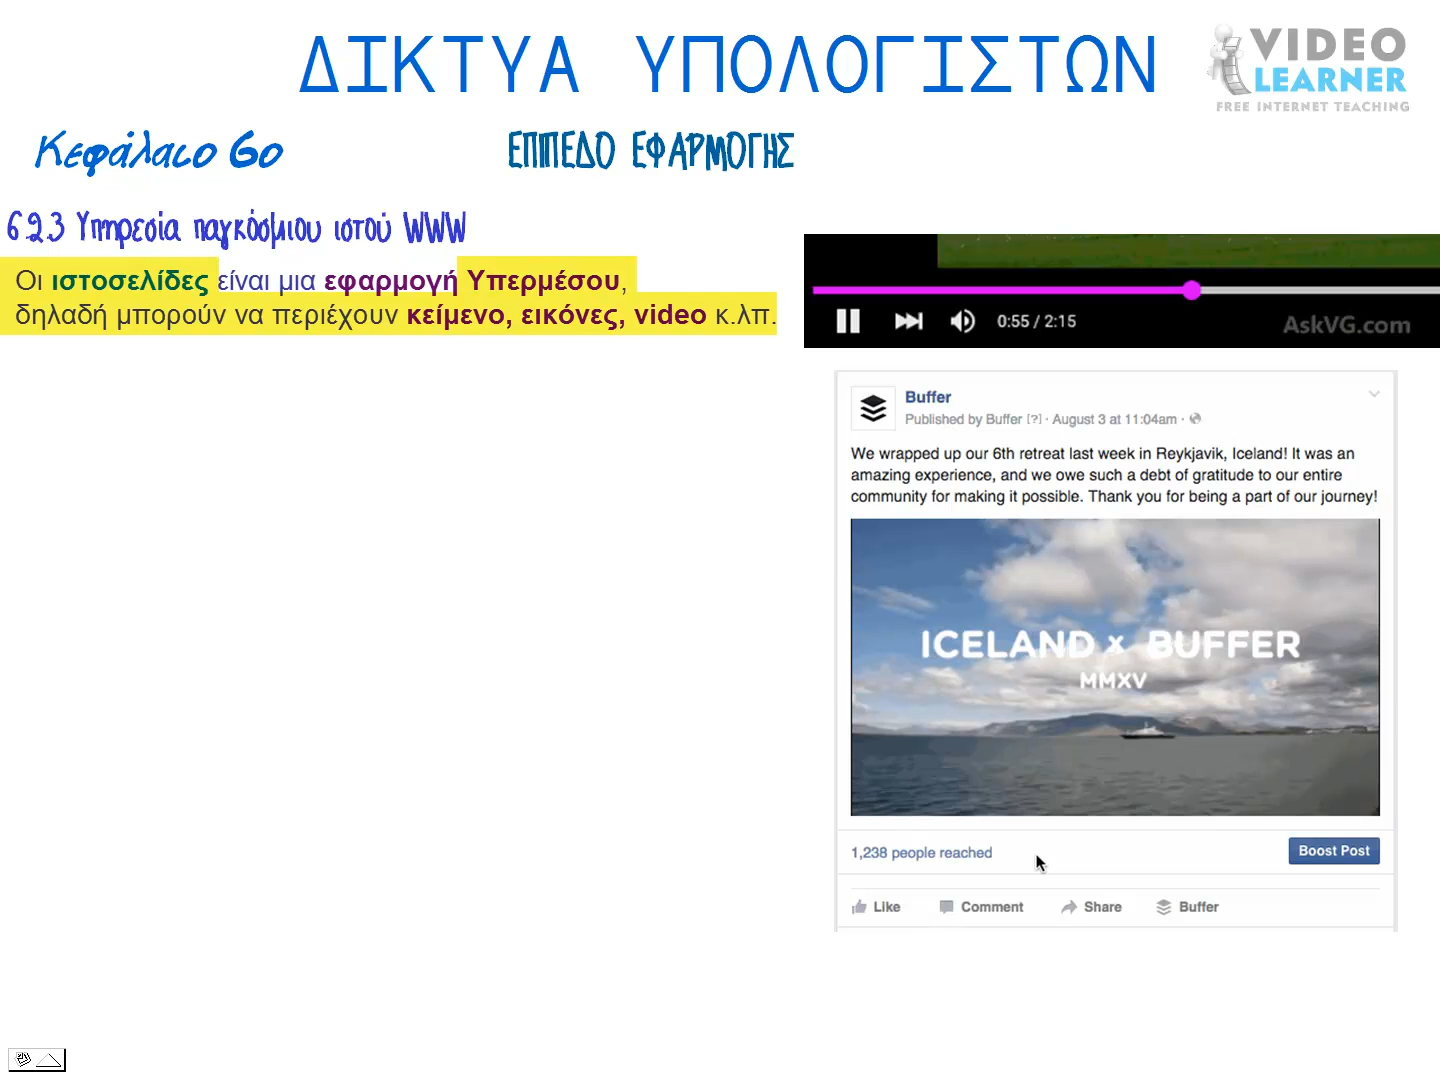 ΔΙΚΤΥΑ ΥΠΟΛΟΓΙΣΤΩΝ
VIDEO
LEARNER
FREE INTERNET TEACHING
Κεφάλαιο 6ο
ΕΠΙΠΕΔΟ ΕΦΑΡΜΟΓΗΣ
6.2.3 Υπηρεσία παγκόσμιου ιστού WWW
Οι ιστοσελίδες είναι μια εφαρμογή Υπερμέσου,
δηλαδή μπορούν να περιέχουν κείμενο, εικόνες, video κ.λπ.
0:55 / 2:15
AskVG.com
Buffer
Published by Buffer [?] · August 3 at 11:04am ·
We wrapped up our 6th retreat last week in Reykjavik, Iceland! It was an
amazing experience, and we owe such a debt of gratitude to our entire
community for making it possible. Thank you for being a part of our journey!
ICELAND x BUFFER
MMXV
1,238 people reached
Boost Post
Like Comment Share Buffer